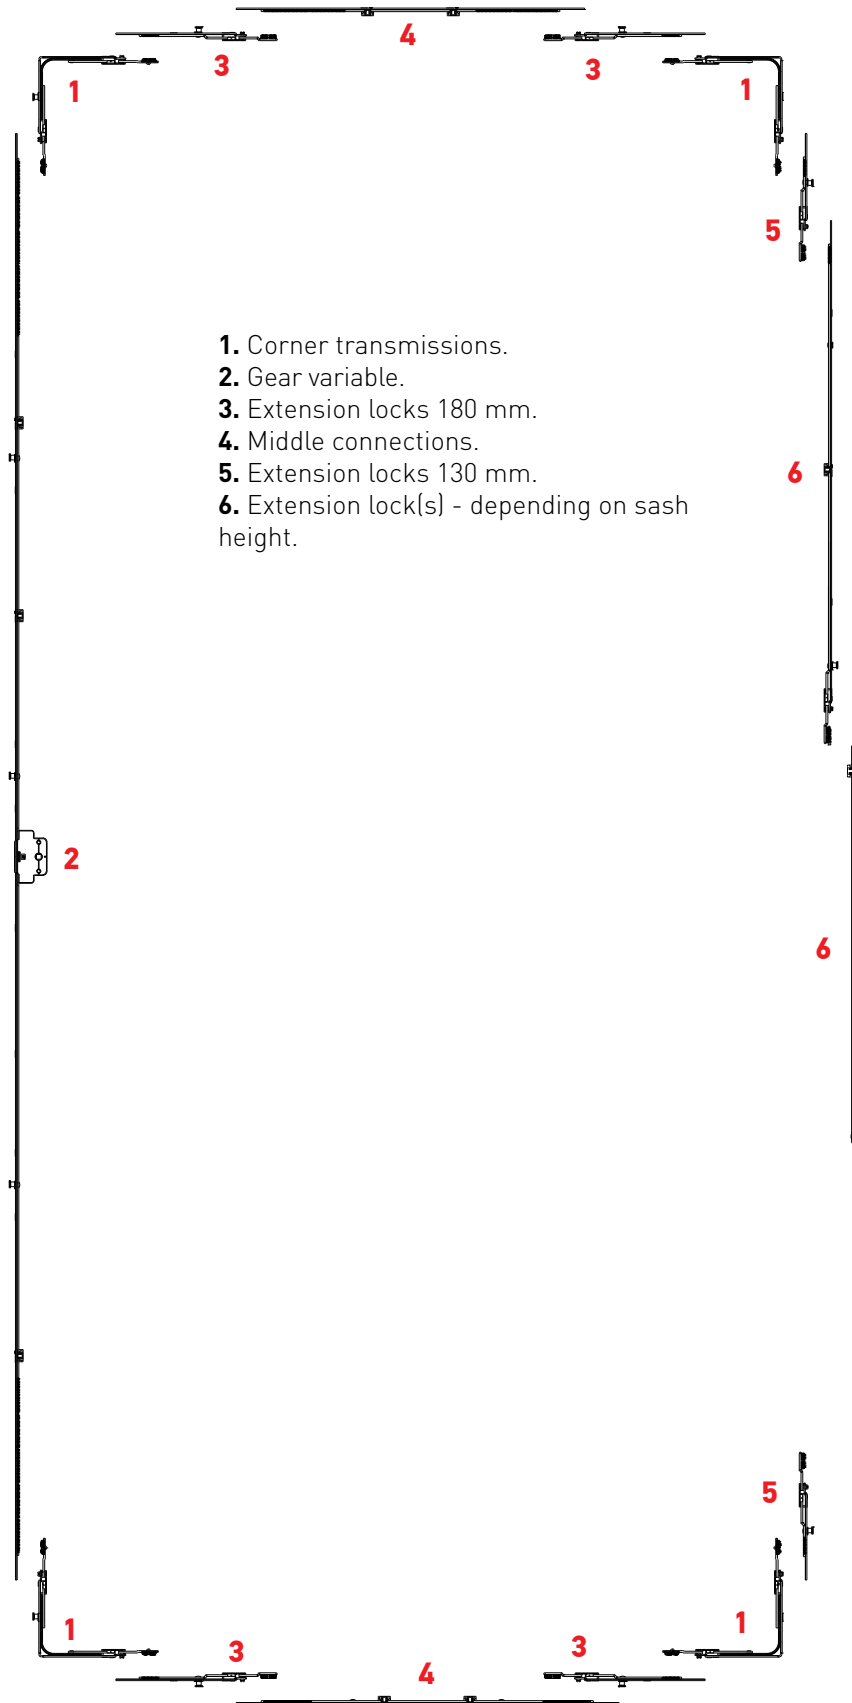 4
3
3
1
1
5
1. Corner transmissions.
2. Gear variable.
3. Extension locks 180 mm.
4. Middle connections.
5. Extension locks 130 mm.
6. Extension lock(s) - depending on sash
height.
6
2
6
5
1
1
3
3
4